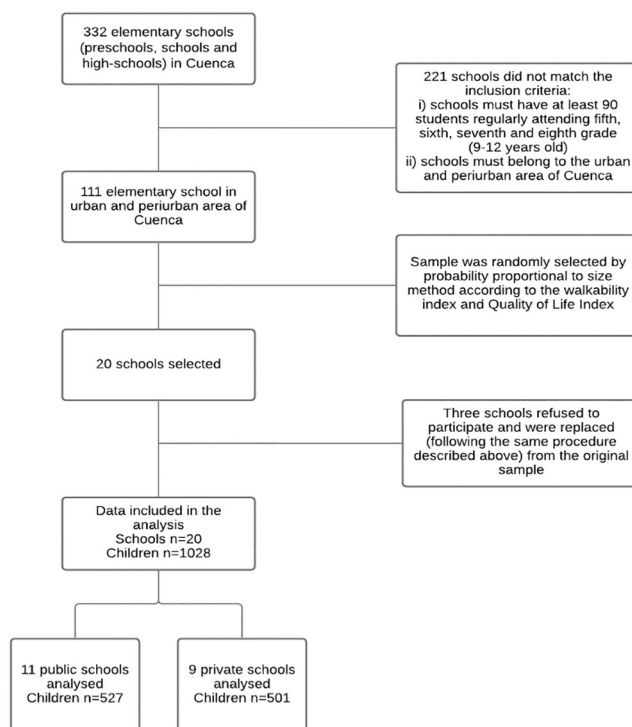 332 elementary schools
(preschools, schools and
high-schools) in Cuenca
221 schools did not match the
inclusion criteria:
i) schools must have at least 90
students regularly attending fifth,
sixth, seventh and eighth grade
(9-12 years old)
ii) schools must belong to the urban
and periurban area of Cuenca
111 elementary school in
urban and periurban area of
Cuenca
Sample was randomly selected by
probability proportional to size
method according to the walkability
index and Quality of Life Index
20 schools selected
Three schools refused to
participate and were replaced
(following the same procedure
described above) from the original
sample
Data included in the
analysis
Schools n=20
Children n=1028
11 public schools
analysed
Children n=527
9 private schools
analysed
Children n=501